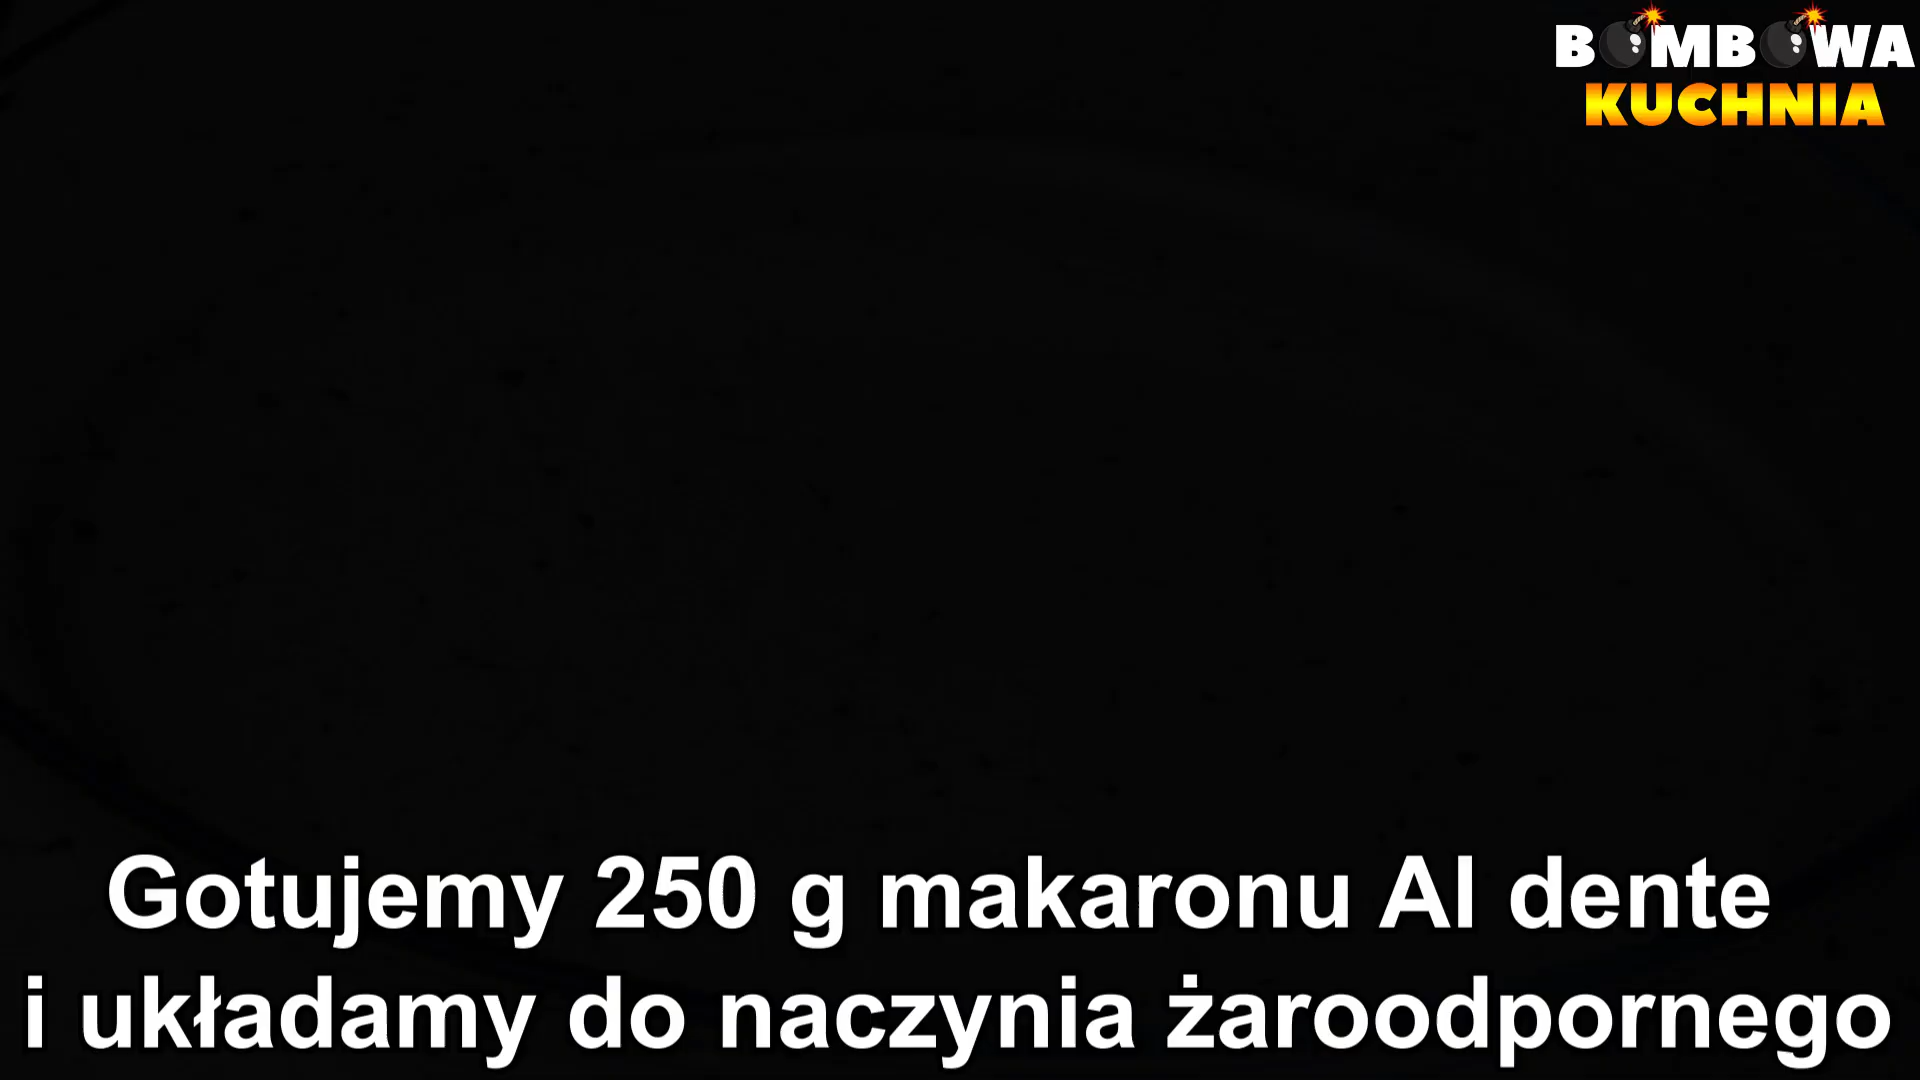 BOMBOWA
KUCHNIA
Gotujemy 250 g makaronu Al dente
i układamy do naczynia żaroodpornego